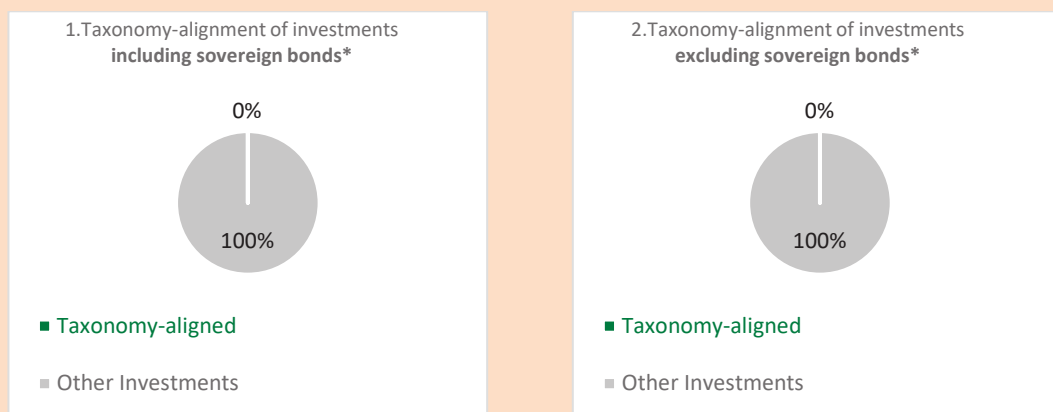 1.Taxonomy-alignment of investments
including sovereign bonds*
0%
100%
Taxonomy-aligned
Other Investments
2.Taxonomy-alignment of investments
excluding sovereign bonds*
0%
100%
Taxonomy-aligned
Other Investments